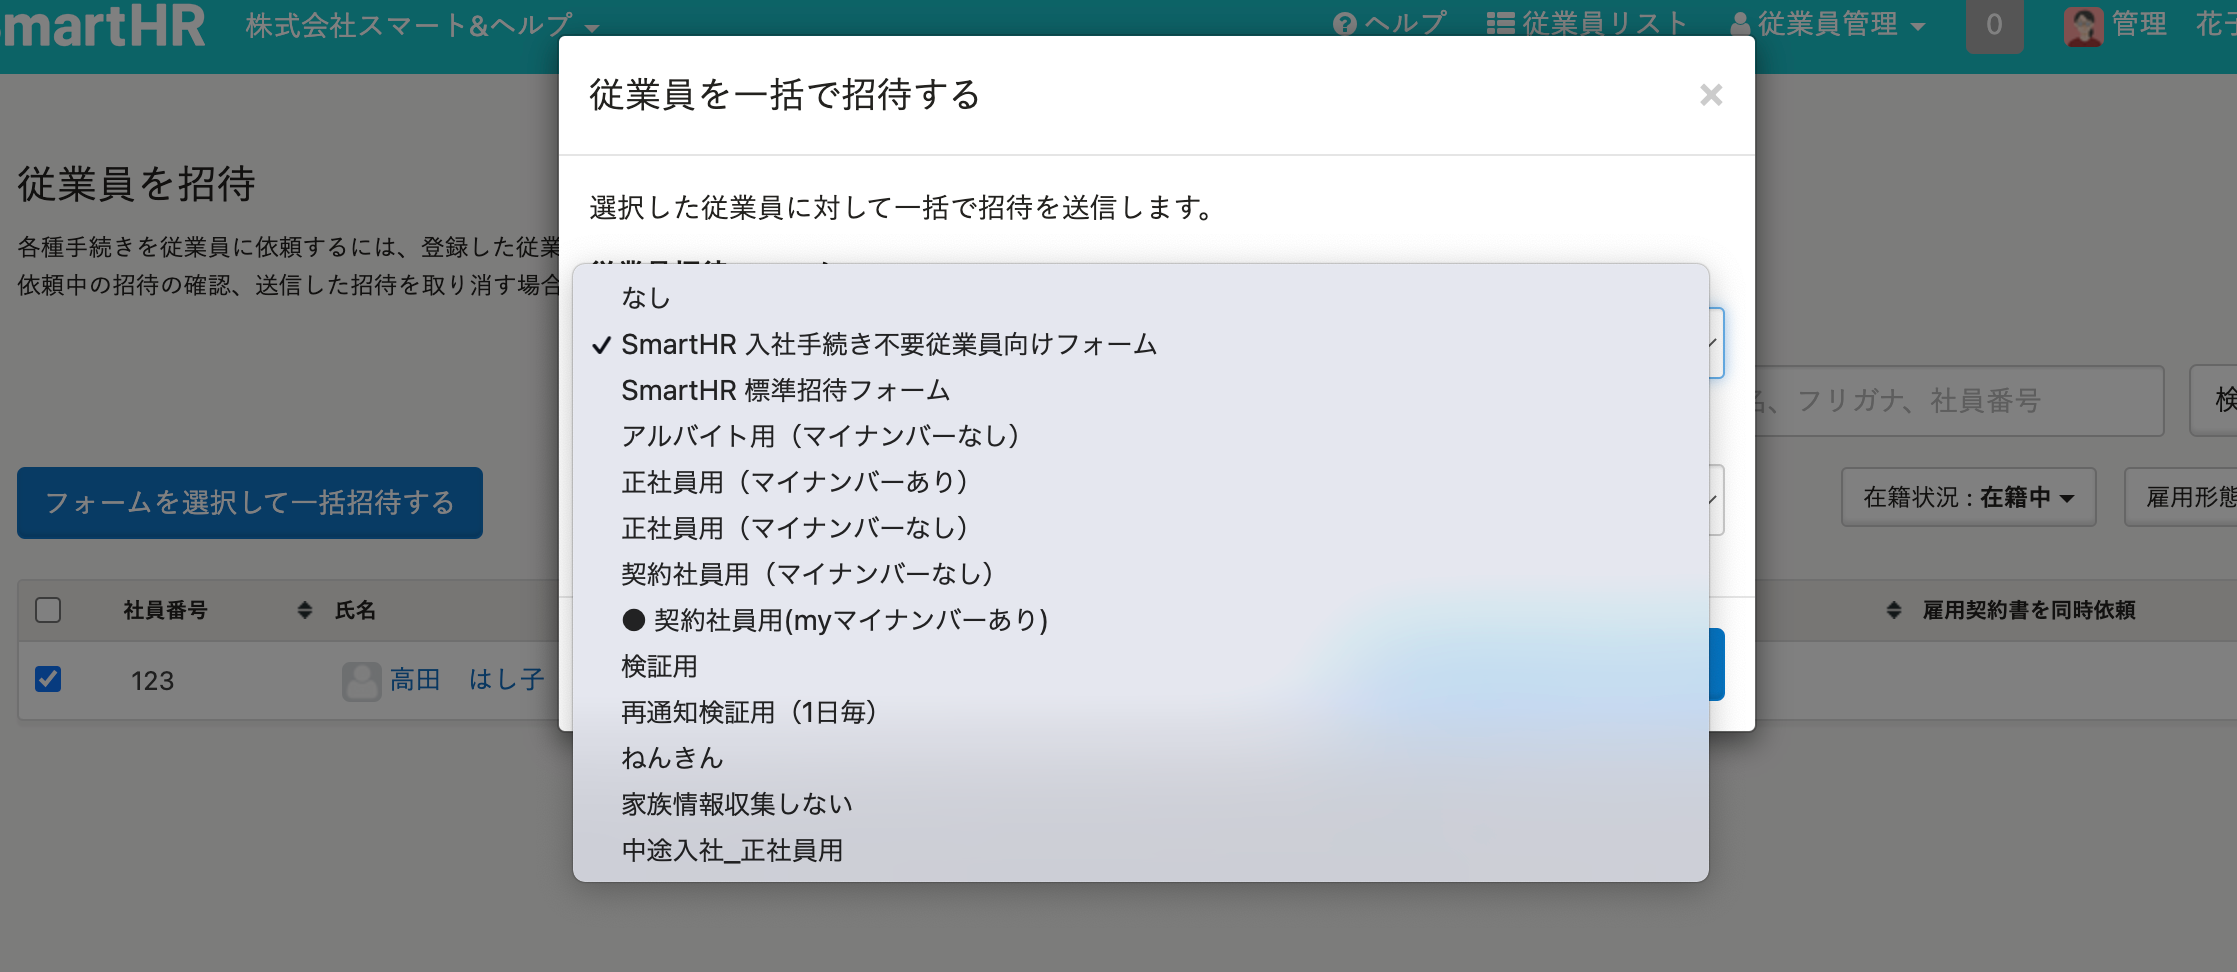 martHR 株式会社スマート&ヘルプ ヘルプ 従業員リスト 従業員管理 0 管理 花子
従業員を一括で招待する ×
従業員を招待
選択した従業員に対して一括で招待を送信します。
各種手続きを従業員に依頼するには、登録した従業
依頼中の招待の確認、送信した招待を取り消す場合
なし
✓ SmartHR 入社手続き不要従業員向けフォーム
SmartHR 標準招待フォーム
アルバイト用（マイナンバーなし）
正社員用（マイナンバーあり）
正社員用（マイナンバーなし）
契約社員用（マイナンバーなし）
● 契約社員用(myマイナンバーあり)
検証用
再通知検証用（1日毎）
ねんきん
家族情報収集しない
中途入社_正社員用
、フリガナ、社員番号 検
フォームを選択して一括招待する
在籍状況 : 在籍中 雇用形態
社員番号 氏名 雇用契約書を同時依頼
123 高田 はし子